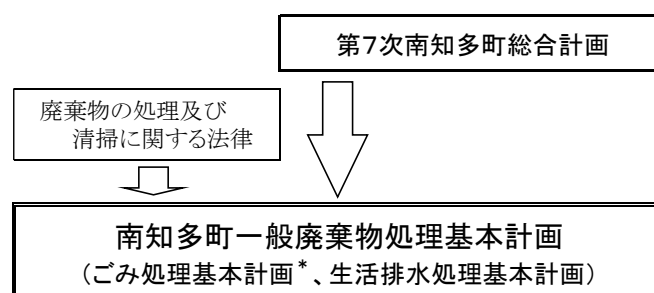 第7次南知多町総合計画
廃棄物の処理及び
清掃に関する法律
南知多町一般廃棄物処理基本計画
（ごみ処理基本計画*、生活排水処理基本計画）